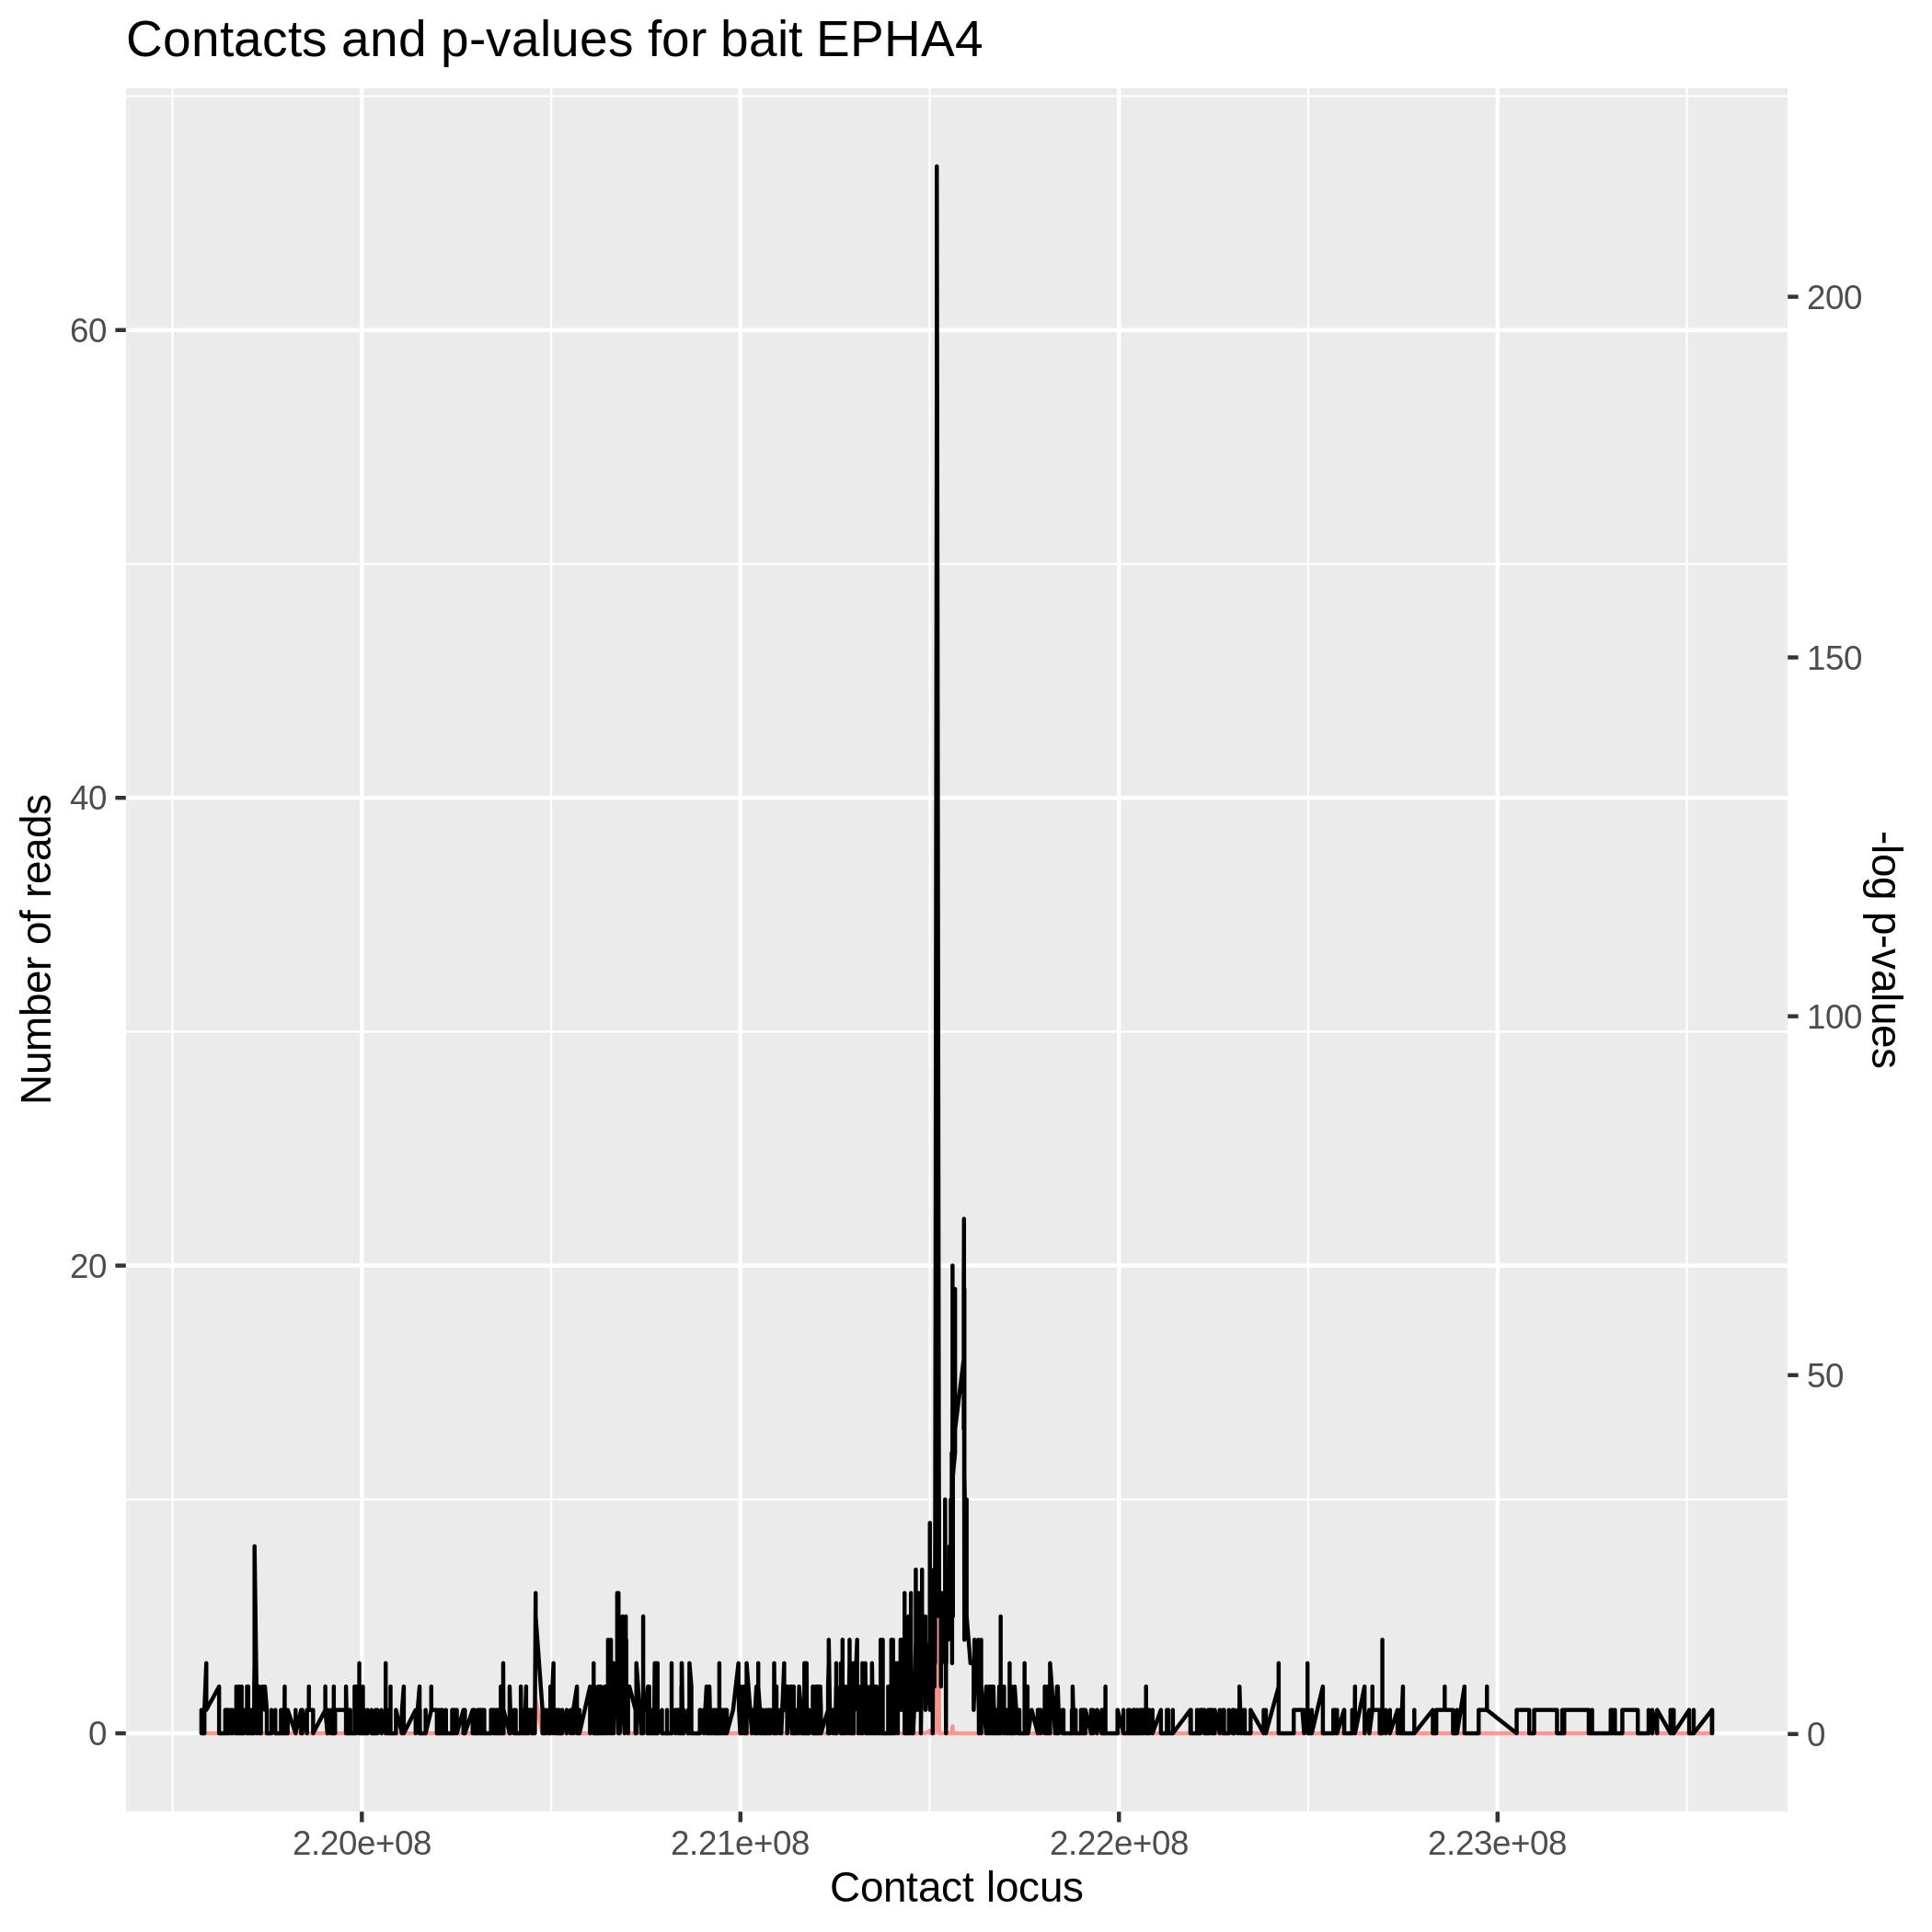 Contacts and p-values for bait EPHA4
Number of reads
60
40
20
0
200
150
100
50
0
-log p-values
2.20e+08 2.21e+08 2.22e+08 2.23e+08
Contact locus